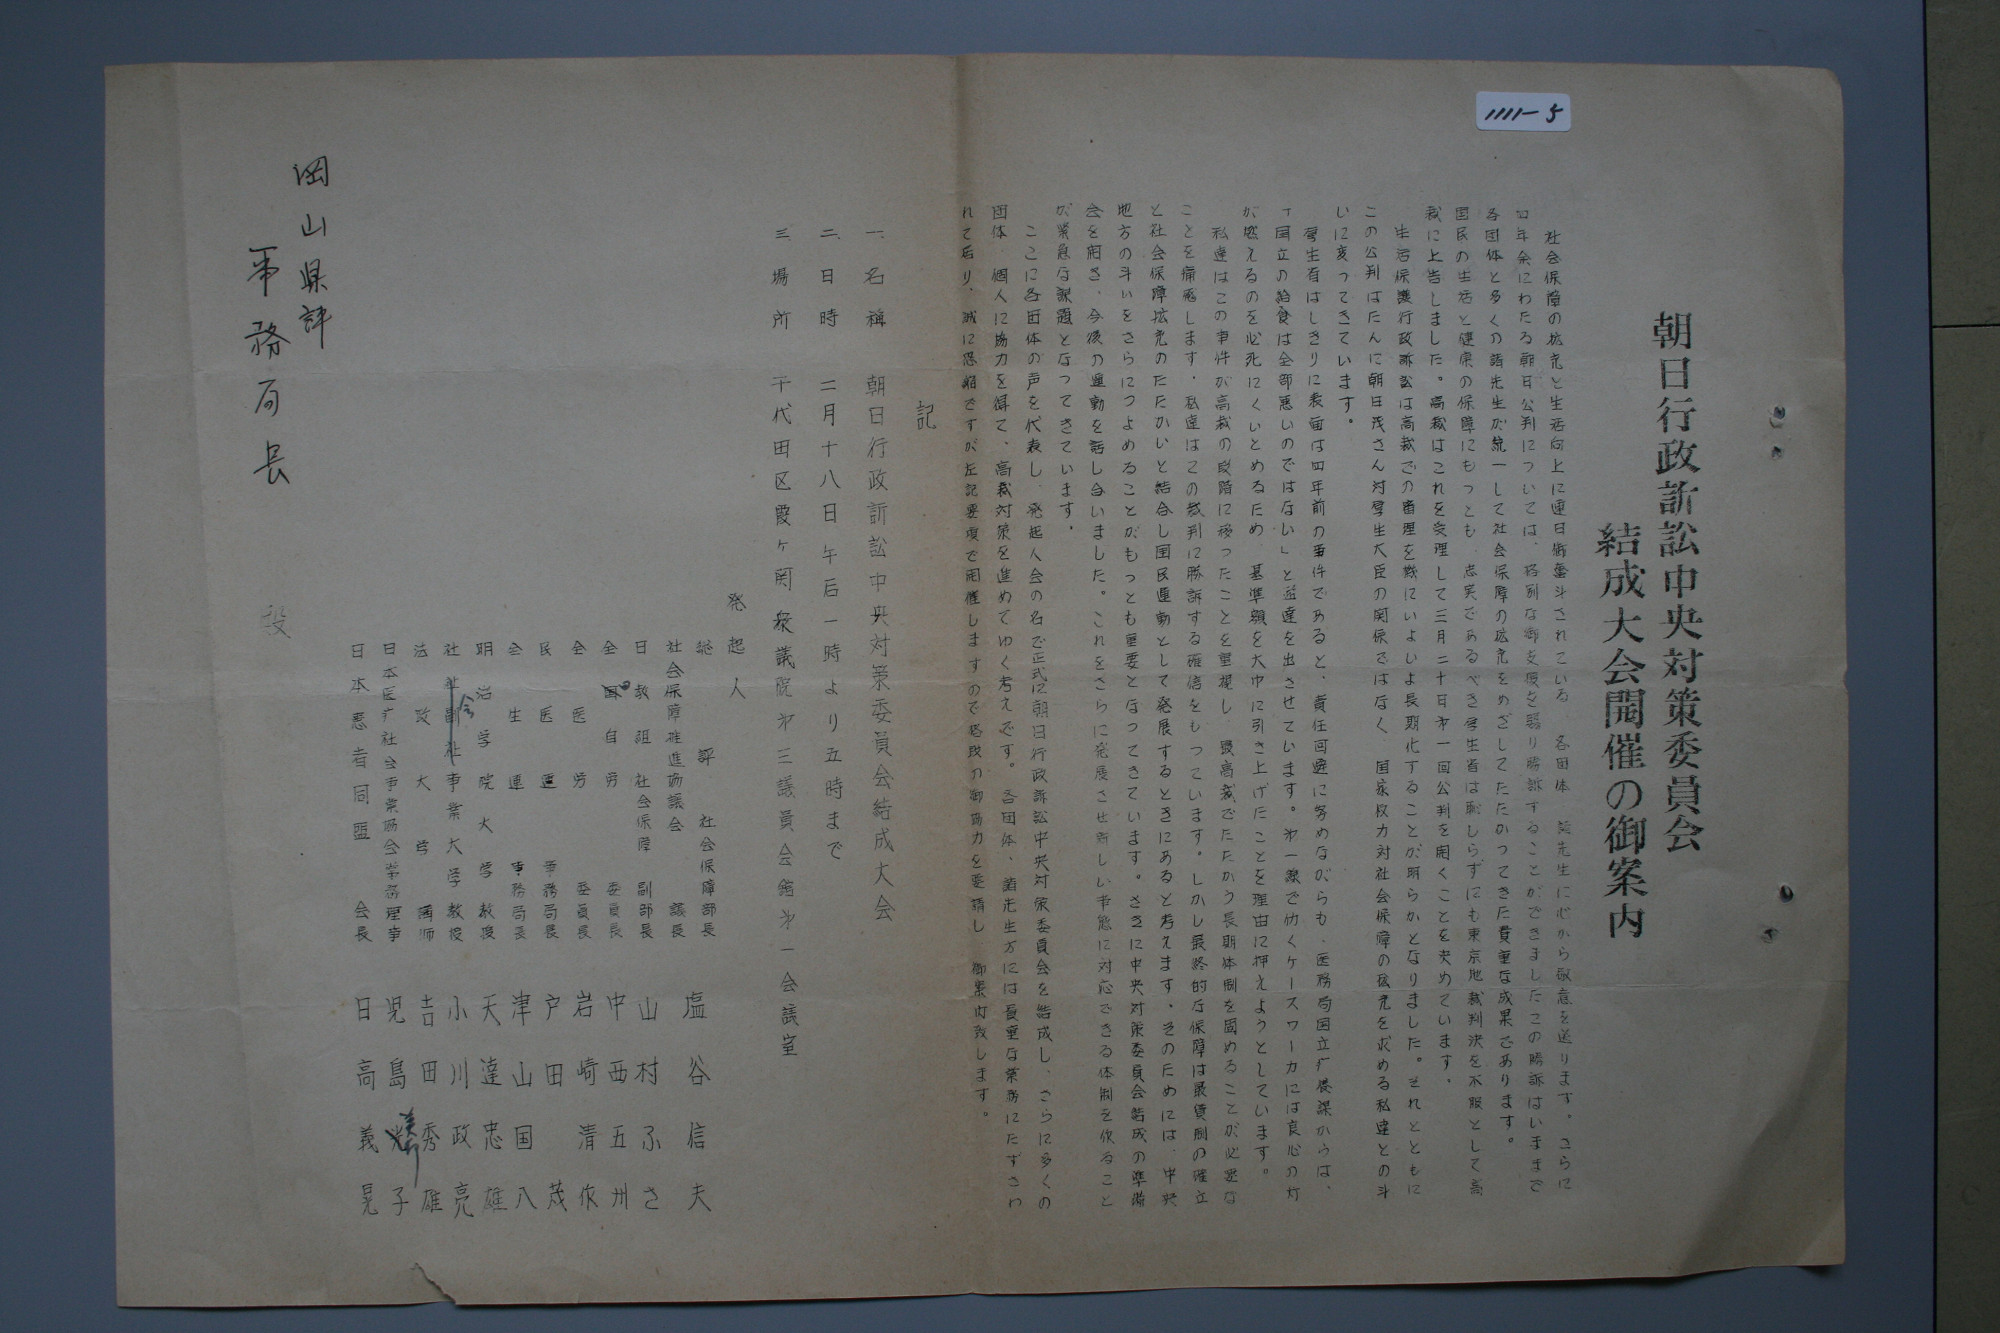 1111-5
朝日行政訴訟中央対策委員会
結成大会開催の御案内
社会保障の拡充と生活向上に連日御奮斗されている、各団体、諸先生に心から敬意を送ります。さらに
四年余にわたる朝日公判については、格別な御支援を賜り勝訴することができましたこの勝訴はいままで
各団体と多くの諸先生が統一して社会保障の拡充をめざしてたたかつてきた貴重な成果であります。
国民の生活と健康の保障にもつとも、忠実であるべき厚生省は恥しらずにも東京地裁判決を不服として高
裁に上告しました。高裁はこれを受理して三月二十日㐧一回公判を開くことを決めています。
生活保護行政訴訟は高裁での審理を機にいよいよ長期化することが明らかとなりました。それとともに
この公判はたんに朝日茂さん対厚生大臣の関係ではなく、国家权力対社会保障の拡充を求める私達との斗
いに変つてきています。
厚生省はしきりに表面は四年前の事件であると、責任回避に努めながらも、医務局国立疗養課からは、
「国立の給食は全部悪いのではない」と通達を出させています。㐧一線で仂くケースワーカには良心の灯
が燃えるのを必死にくいとめるため、基準額を大巾に引き上げたことを理由に押えようとしています。
私達はこの事件が高裁の段階に移つたことを重視し、最高裁でたたかう長期体制を固めることが必要な
ことを痛感します。私達はこの裁判に勝訴する確信をもつています。しかし最終的な保障は最賃制の確立
と社会保障拡充のたたかいと結合し国民運動として発展するときにあると考えます。そのためには、中央
地方の斗いをさらにつよめることがもつとも重要となつてきています。さきに中央対策委員会結成の準備
会を開き、今後の運動を話し合いました。これをさらに発展させ新しい事態に対応できる体制を作ること
が緊急な課題となつてきています。
ここに各団体の声を代表し、発起人会の名で正式に朝日行政訴訟中央対策委員会を結成し、さらに多くの
団体、個人に協力を得て、高裁対策を進めてゆく考えです。各団体、諸先生方には貴重な業務にたずさわ
れて居り、誠に恐縮ですが左記要項で開催しますので格段の御協力を要請し、御案内致します。
記
一、名稱 朝日行政訴訟中央対策委員会結成大会
二、日時 二月十八日午后一時より五時まで
三、場所 千代田区霞ヶ関衆議院㐧三議員会館㐧一会議室
発起人
総評 社会保障部長 塩谷信夫
社会保障推進協議会 議長
日教組 社会保障 副部長 山村ふさ
全自労 委員長 中西五州
全医労 委員長 岩崎清作
民医連 事務局長 戸田茂
全生連 事務局長 津山国八
明治学院大学 教授 天達忠雄
社会事業大学教授 小川政亮
法政大学 講師 吉田秀雄
日本医疗社会事業協会常務理事 児島美都子
日本患者同盟 会長 日高義晃
岡山県評
事務局長 殿